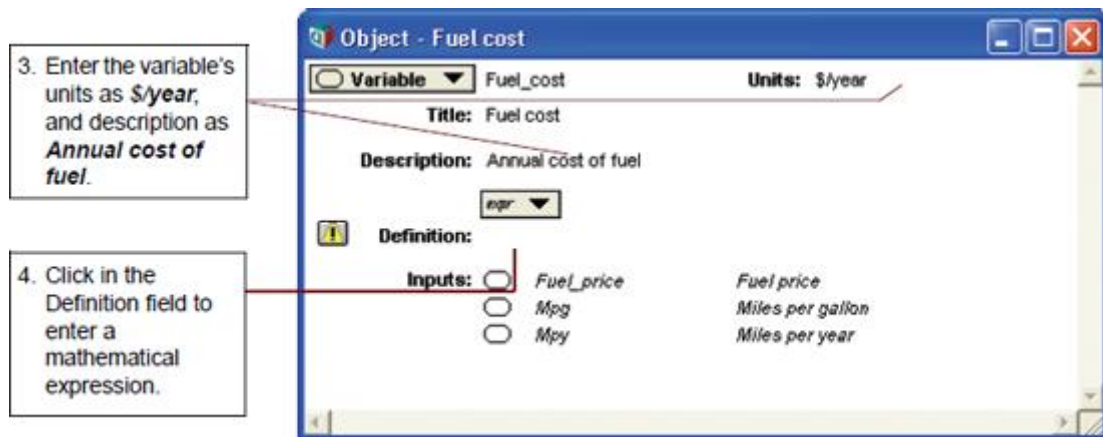 Object - Fuel cost
3. Enter the variable's
units as $/year,
and description as
Annual cost of
fuel.
Variable Fuel_cost Units: $/year
Title: Fuel cost
Description: Annual cost of fuel
expr
Definition:
4. Click in the
Definition field to
enter a
mathematical
expression.
Inputs: Fuel_price Fuel price
Mpg Miles per gallon
Mpy Miles per year